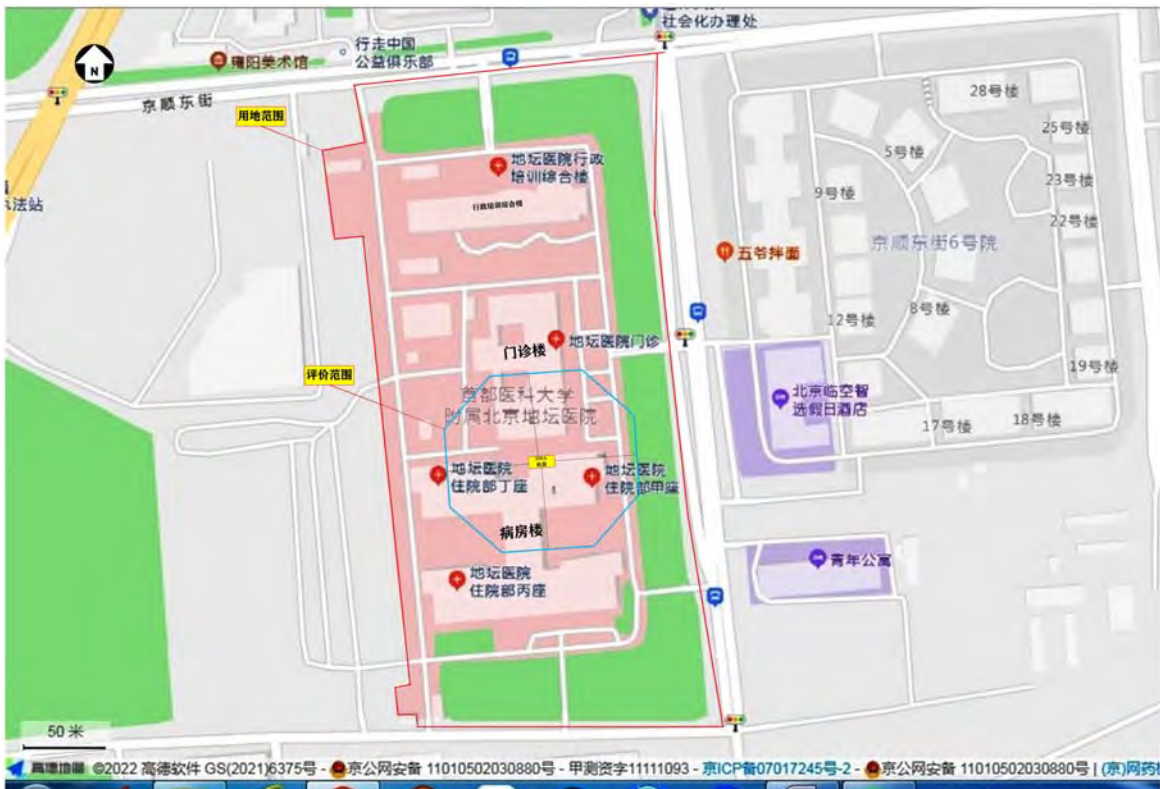 社会化办理处
N
雍阳美术馆
行走中国
公益俱乐部
京顺东街
用地范围
28号楼
25号楼
5号楼
地坛医院行政
培训综合楼
23号楼
9号楼
法站
行政培训综合楼
22号楼
五爷拌面
京顺东街6号院
8号楼
12号楼
门诊楼
地坛医院门诊
19号楼
评价范围
首都医科大学
附属北京地坛医院
北京临空智
选假日酒店
17号楼
18号楼
地坛医院
住院部丁座
地坛医院
住院部甲座
病房楼
青年公寓
地坛医院
住院部丙座
50 米
高德地图 ©2022 高德软件 GS(2021)6375号 - 京公网安备 11010502030880号 - 甲测资字11111093 - 京ICP备07017245号-2 - 京公网安备 11010502030880号 | (京)网药械